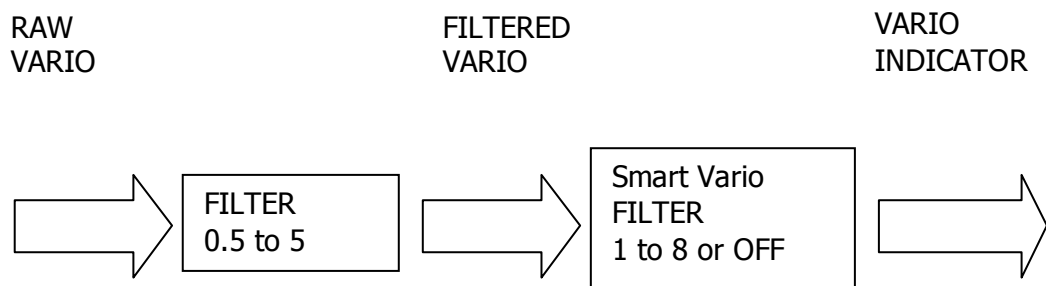 RAW
VARIO
FILTERED
VARIO
VARIO
INDICATOR
FILTER
0.5 to 5
Smart Vario
FILTER
1 to 8 or OFF